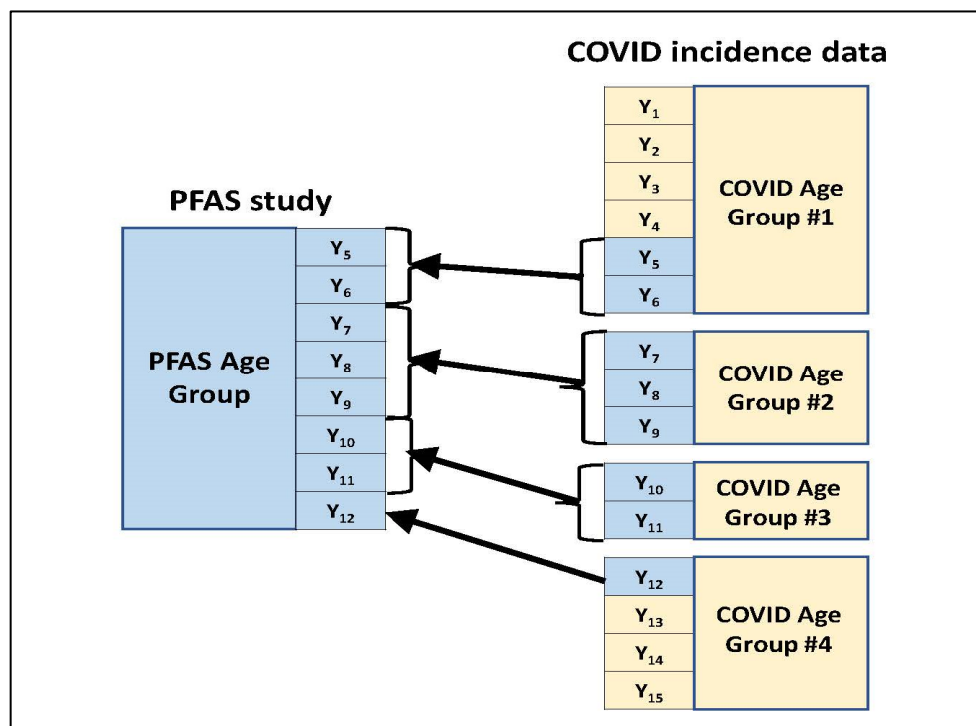 COVID incidence data
Y1
Y2
Y3
Y4
Y5
Y6
COVID Age
Group #1
PFAS study
PFAS Age
Group
Y5
Y6
Y7
Y8
Y9
Y10
Y11
Y12
Y7
Y8
Y9
COVID Age
Group #2
Y10
Y11
COVID Age
Group #3
Y12
Y13
Y14
Y15
COVID Age
Group #4